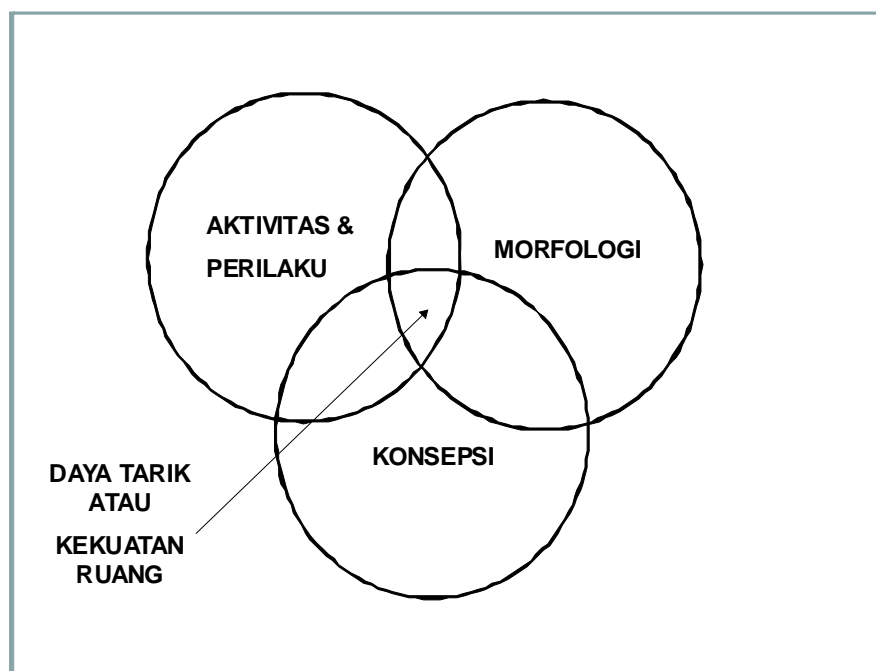 AKTIVITAS &
PERILAKU
MORFOLOGI
KONSEPSI
DAYA TARIK
ATAU
KEKUATAN
RUANG